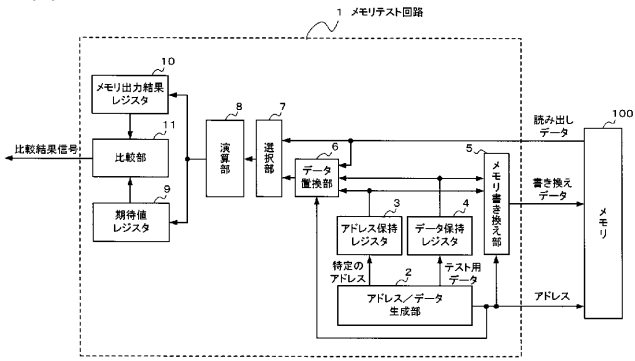 1 メモリテスト回路
10
メモリ出力結果
レジスタ
11
比較部
9
期待値
レジスタ
比較結果信号
8
演算部
7
選択部
6
データ
置換部
5
メモリ書き換え部
3
アドレス保持
レジスタ
4
データ保持
レジスタ
特定の
アドレス
テスト用
データ
2
アドレス/データ
生成部
読み出し
データ
書き換え
データ
アドレス
100
メモリ